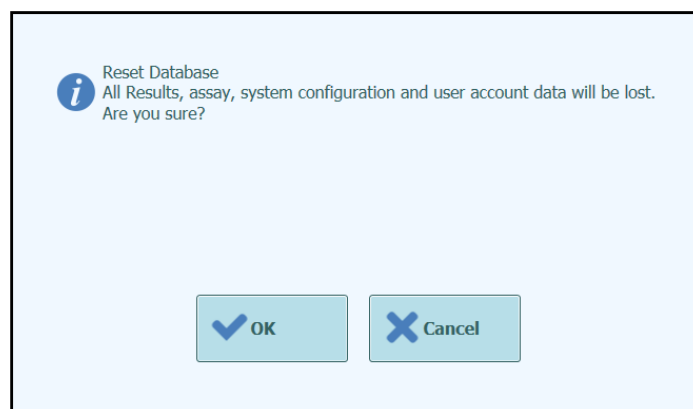 Reset Database
All Results, assay, system configuration and user account data will be lost.
Are you sure?
OK
Cancel